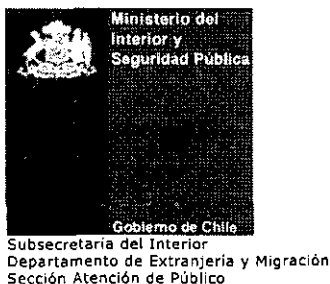 Ministerio del
Interior y
Seguridad Pública
Gobierno de Chile
Subsecretaría del Interior
Departamento de Extranjería y Migración
Sección Atención de Público